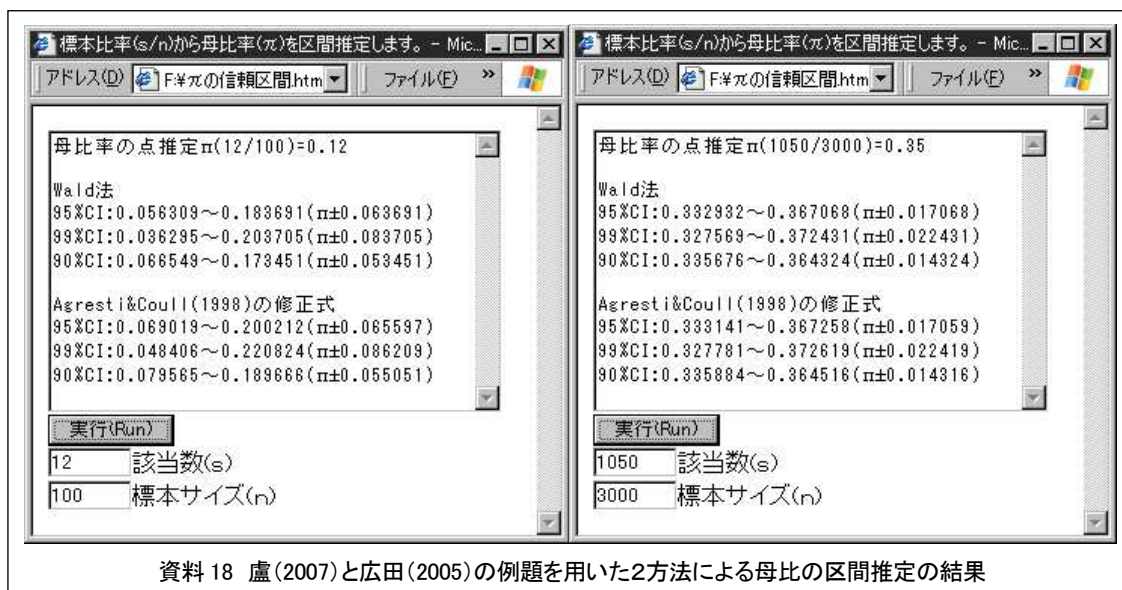 標本比率(s/n)から母比率(π)を区間推定します。 - Mic...
アドレス(D) F:¥πの信頼区間.htm ファイル(F) »
母比率の点推定π(12/100)=0.12
Wald法
95%CI:0.056309～0.183691(π±0.063691)
99%CI:0.036295～0.203705(π±0.083705)
90%CI:0.066549～0.173451(π±0.053451)
Agresti&Coull(1998)の修正式
95%CI:0.069019～0.200212(π±0.065597)
99%CI:0.048406～0.220824(π±0.086209)
90%CI:0.079565～0.189666(π±0.055051)
実行(Run)
12 該当数(s)
100 標本サイズ(n)
標本比率(s/n)から母比率(π)を区間推定します。 - Mic...
アドレス(D) F:¥πの信頼区間.htm ファイル(F) »
母比率の点推定π(1050/3000)=0.35
Wald法
95%CI:0.332932～0.367068(π±0.017068)
99%CI:0.327569～0.372431(π±0.022431)
90%CI:0.335676～0.364324(π±0.014324)
Agresti&Coull(1998)の修正式
95%CI:0.333141～0.367258(π±0.017059)
99%CI:0.327781～0.372619(π±0.022419)
90%CI:0.335884～0.364516(π±0.014316)
実行(Run)
1050 該当数(s)
3000 標本サイズ(n)
資料 18 盧(2007)と広田(2005)の例題を用いた2方法による母比の区間推定の結果